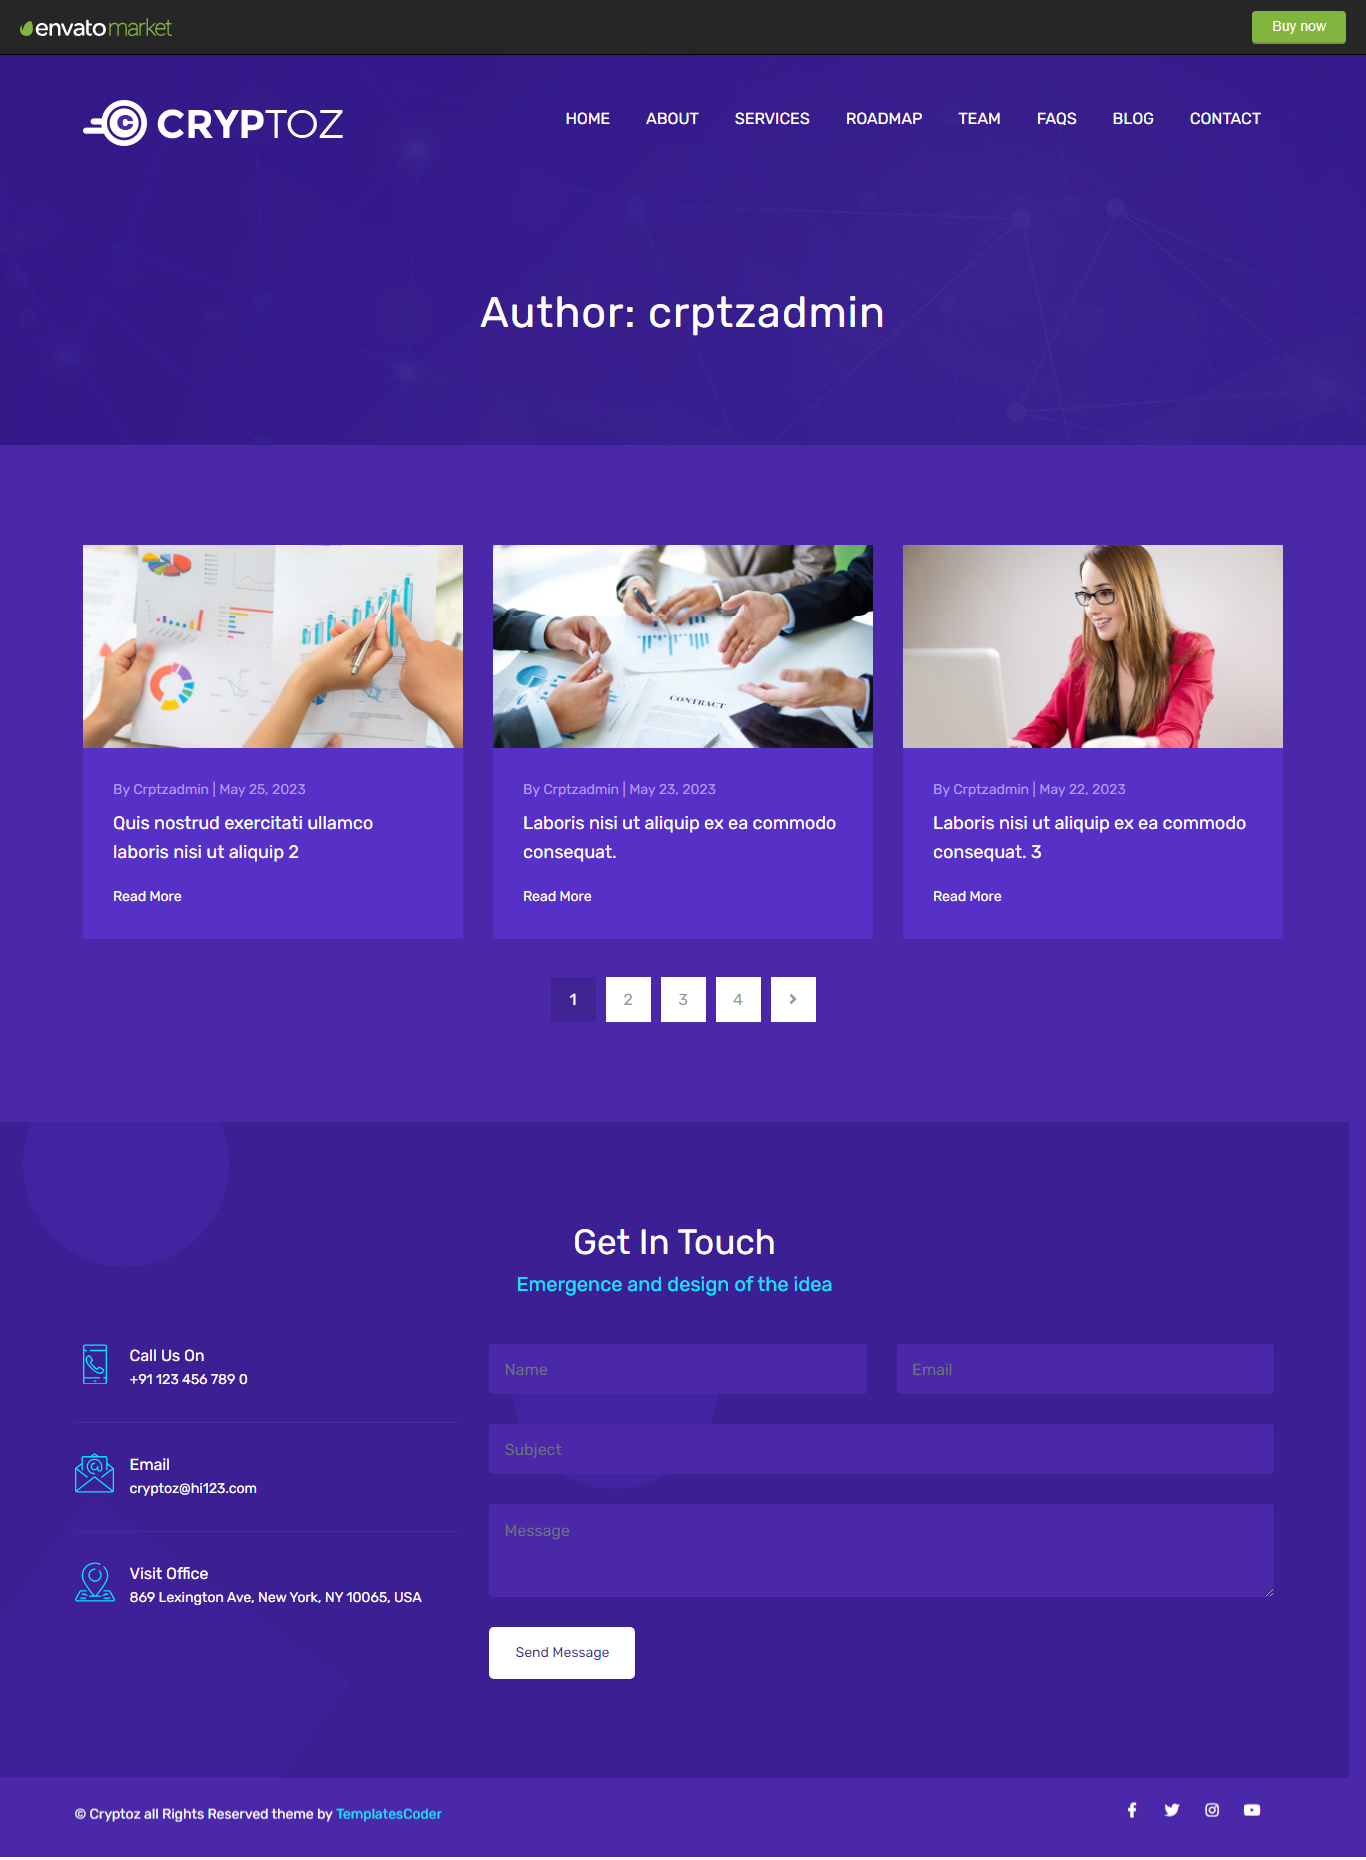 envato market
Buy now
CRYPTOZ
HOME ABOUT SERVICES ROADMAP TEAM FAQS BLOG CONTACT
Author: crptzadmin
CONTRACT
By Crptzadmin | May 25, 2023
Quis nostrud exercitati ullamco
laboris nisi ut aliquip 2
Read More
By Crptzadmin | May 23, 2023
Laboris nisi ut aliquip ex ea commodo
consequat.
Read More
By Crptzadmin | May 22, 2023
Laboris nisi ut aliquip ex ea commodo
consequat. 3
Read More
1 2 3 4
Get In Touch
Emergence and design of the idea
Call Us On
+91 123 456 789 0
Email
cryptoz@hi123.com
Visit Office
869 Lexington Ave, New York, NY 10065, USA
Name
Email
Subject
Message
Send Message
© Cryptoz all Rights Reserved theme by TemplatesCoder